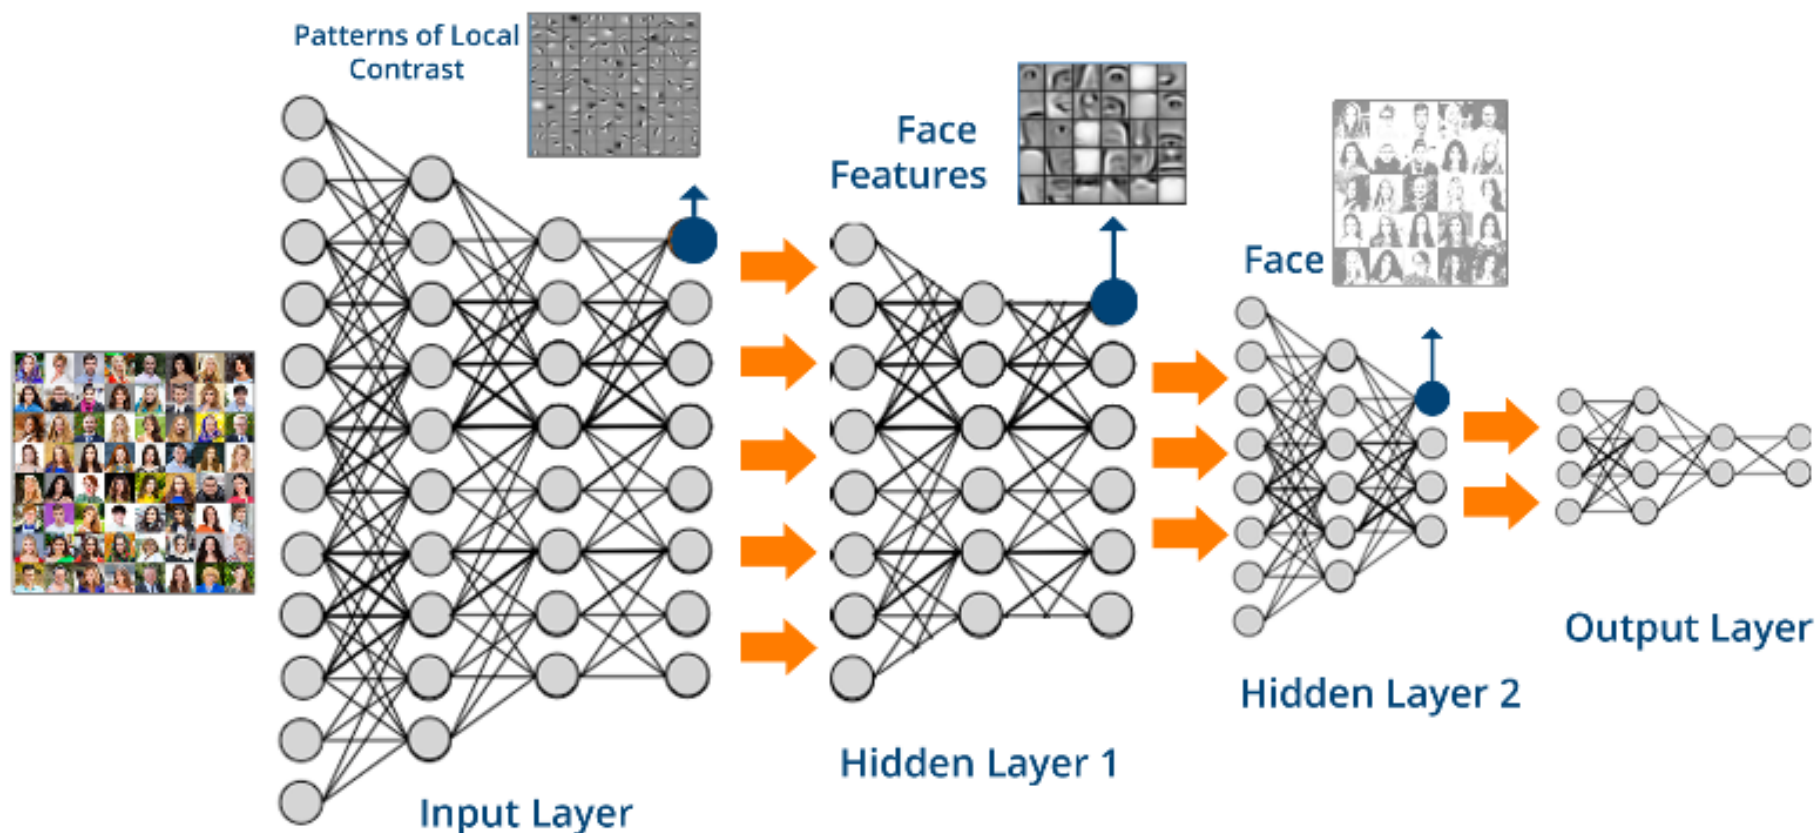 Patterns of Local
Contrast
Face
Features
Face
Input Layer
Hidden Layer 1
Hidden Layer 2
Output Layer